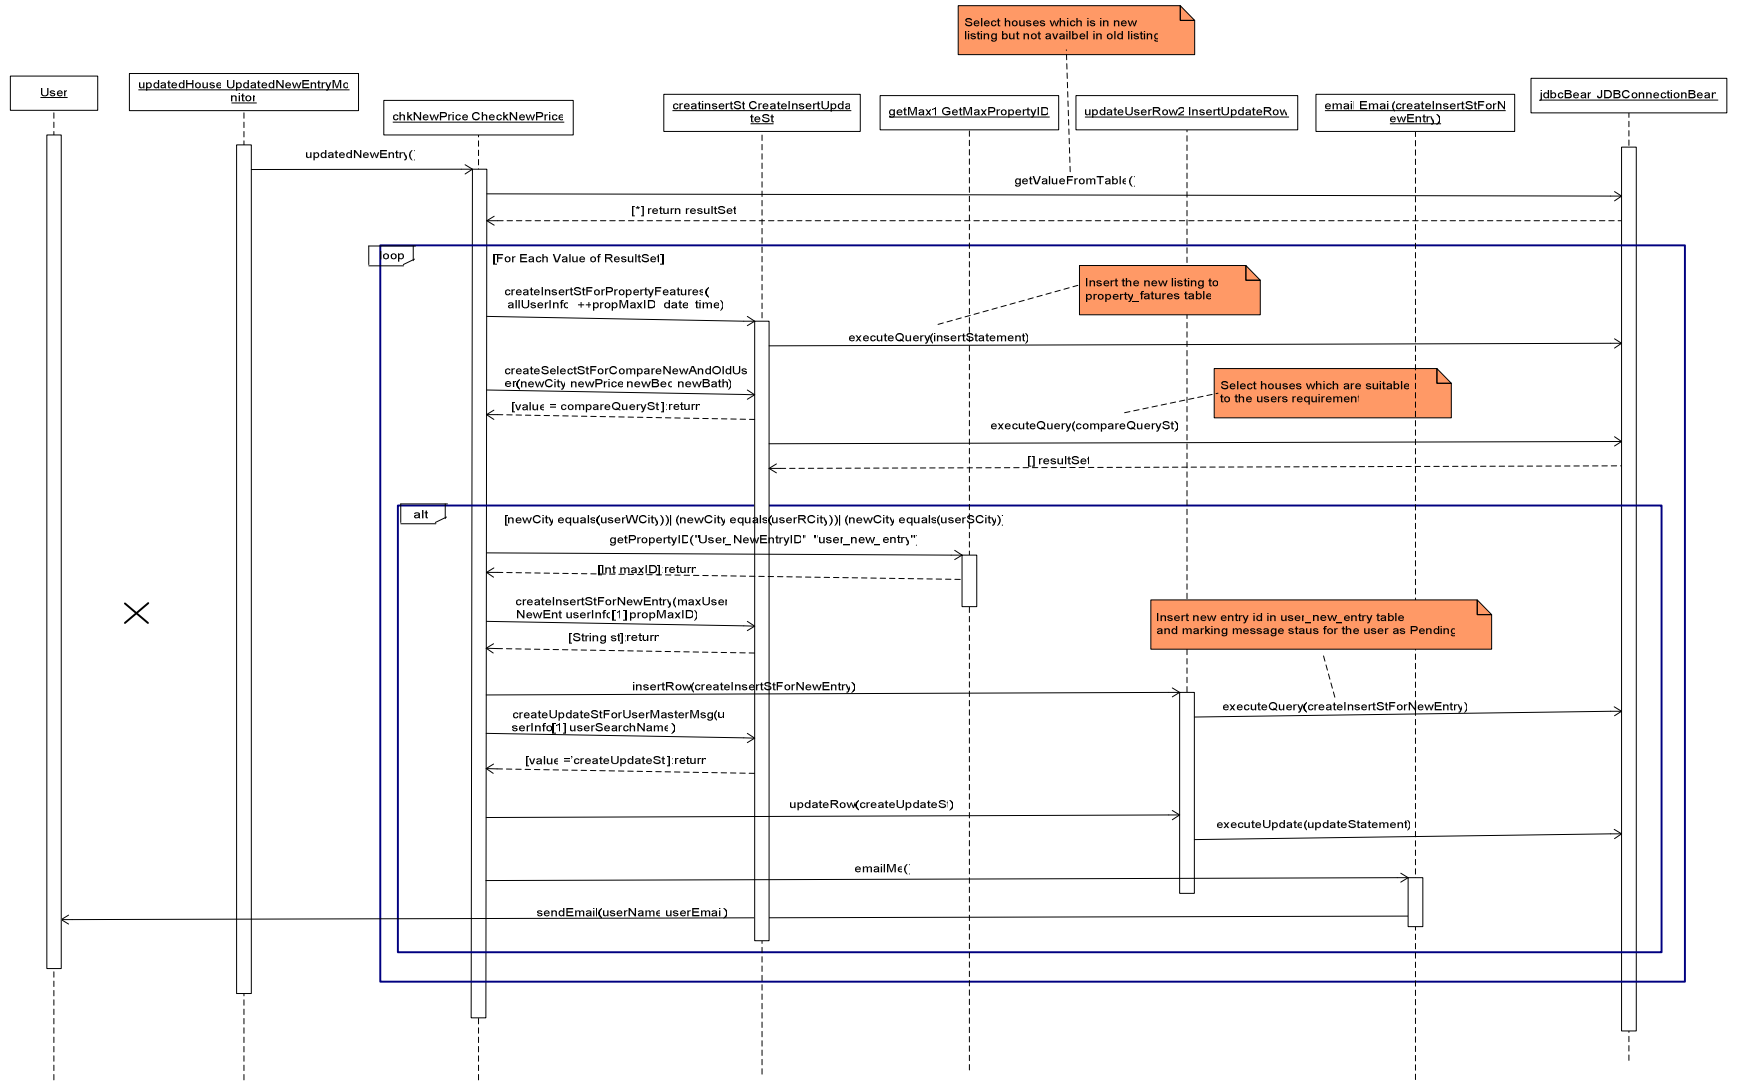 Select houses which is in new
listing but not availbel in old listing
User
updatedHouse UpdatedNewEntryMo
nitor
chkNewPrice CheckNewPrice
creatinsertSt CreateInsertUpda
teSt
getMax1 GetMaxPropertyID
updateUserRow2 InsertUpdateRow
email Email(createInsertStForN
ewEntry)
jdbcBean JDBConnectionBean
updatedNewEntry()
getValueFromTable()
[*] return resultSet
loop
[For Each Value of ResultSet]
createInsertStForPropertyFeatures(
allUserInfo ++propMaxID date time)
Insert the new listing to
property_fatures table
executeQuery(insertStatement)
createSelectStForCompareNewAndOldUs
er(newCity newPrice newBed newBath)
[value = compareQuerySt]:return
Select houses which are suitable
to the users requirement
executeQuery(compareQuerySt)
[] resultSet
alt
[newCity equals(userWCity))| (newCity equals(userRCity))| (newCity equals(userSCity)]
getPropertyID("User_NewEntryID" "user_new_entry")
[Int maxID]:return
createInsertStForNewEntry(maxUser
NewEnt userInfo[1] propMaxID)
[String st]:return
Insert new entry id in user_new_entry table
and marking message staus for the user as Pending
insertRow(createInsertStForNewEntry)
executeQuery(createInsertStForNewEntry)
createUpdateStForUserMasterMsg(u
serInfo[1] userSearchName)
[value ='createUpdateSt]:return
updateRow(createUpdateSt)
executeUpdate(updateStatement)
emailMe()
sendEmail(userName userEmail)